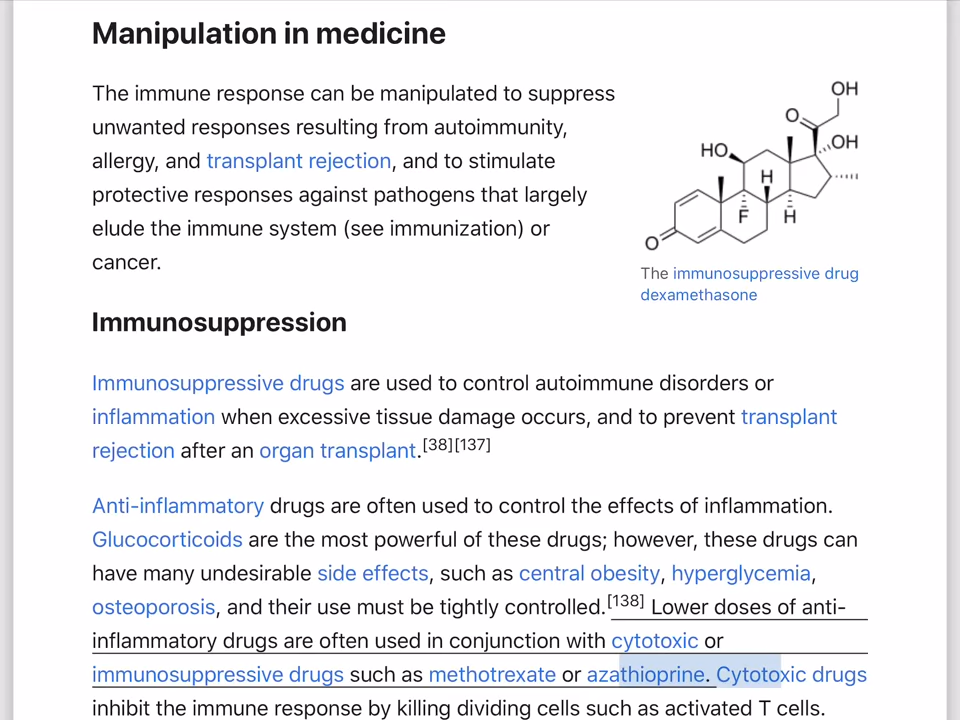 Manipulation in medicine
The immune response can be manipulated to suppress
unwanted responses resulting from autoimmunity,
allergy, and transplant rejection, and to stimulate
protective responses against pathogens that largely
elude the immune system (see immunization) or
cancer.
OH
O
OH
HO
H
F
H
O
The immunosuppressive drug
dexamethasone
Immunosuppression
Immunosuppressive drugs are used to control autoimmune disorders or
inflammation when excessive tissue damage occurs, and to prevent transplant
rejection after an organ transplant.[38][137]
Anti-inflammatory drugs are often used to control the effects of inflammation.
Glucocorticoids are the most powerful of these drugs; however, these drugs can
have many undesirable side effects, such as central obesity, hyperglycemia,
osteoporosis, and their use must be tightly controlled.[138] Lower doses of anti-
inflammatory drugs are often used in conjunction with cytotoxic or
immunosuppressive drugs such as methotrexate or azathioprine. Cytotoxic drugs
inhibit the immune response by killing dividing cells such as activated T cells.